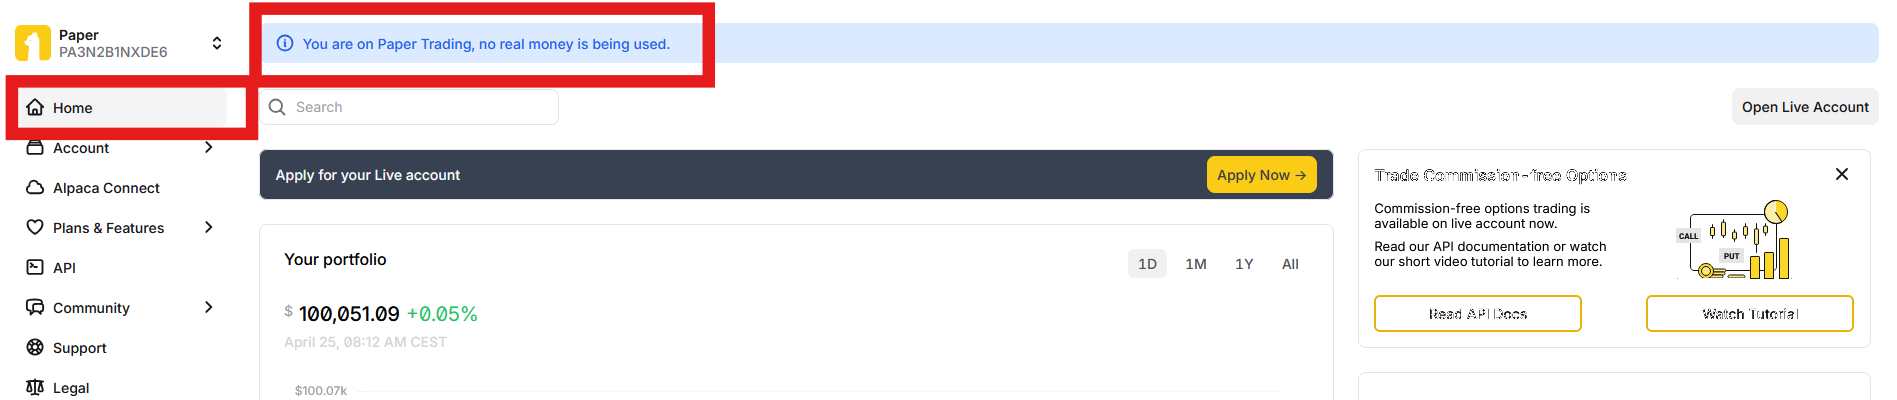 Paper
PA3N2B1NXDE6
You are on Paper Trading, no real money is being used.
Home
Search
Open Live Account
Account
Alpaca Connect
Plans & Features
API
Community
Support
Legal
Apply for your Live account
Apply Now →
Your portfolio
1D 1M 1Y All
$ 100,051.09 +0.05%
April 25, 08:12 AM CEST
$100.07k
Trade Commission-free Options
Commission-free options trading is
available on live account now.
Read our API documentation or watch
our short video tutorial to learn more.
CALL
PUT
Read API Docs
Watch Tutorial